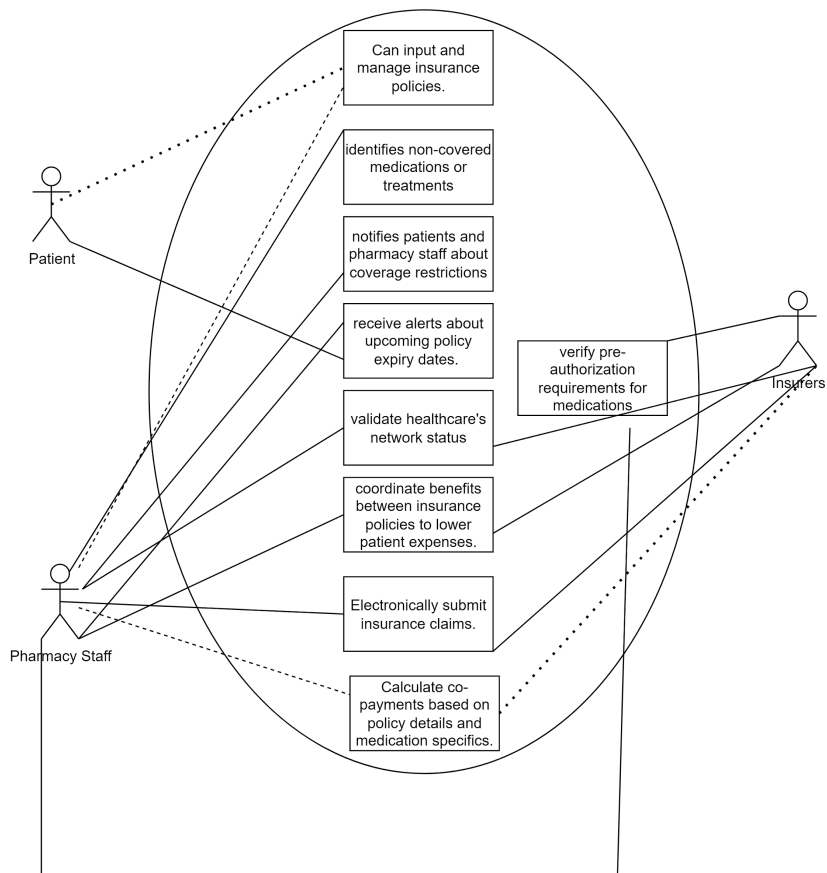 Can input and
manage insurance
policies.
identifies non-covered
medications or
treatments
Patient
notifies patients and
pharmacy staff about
coverage restrictions
receive alerts about
upcoming policy
expiry dates.
verify pre-
authorization
requirements for
medications
Insurers
validate healthcare's
network status
coordinate benefits
between insurance
policies to lower
patient expenses.
Electronically submit
insurance claims.
Pharmacy Staff
Calculate co-
payments based on
policy details and
medication specifics.